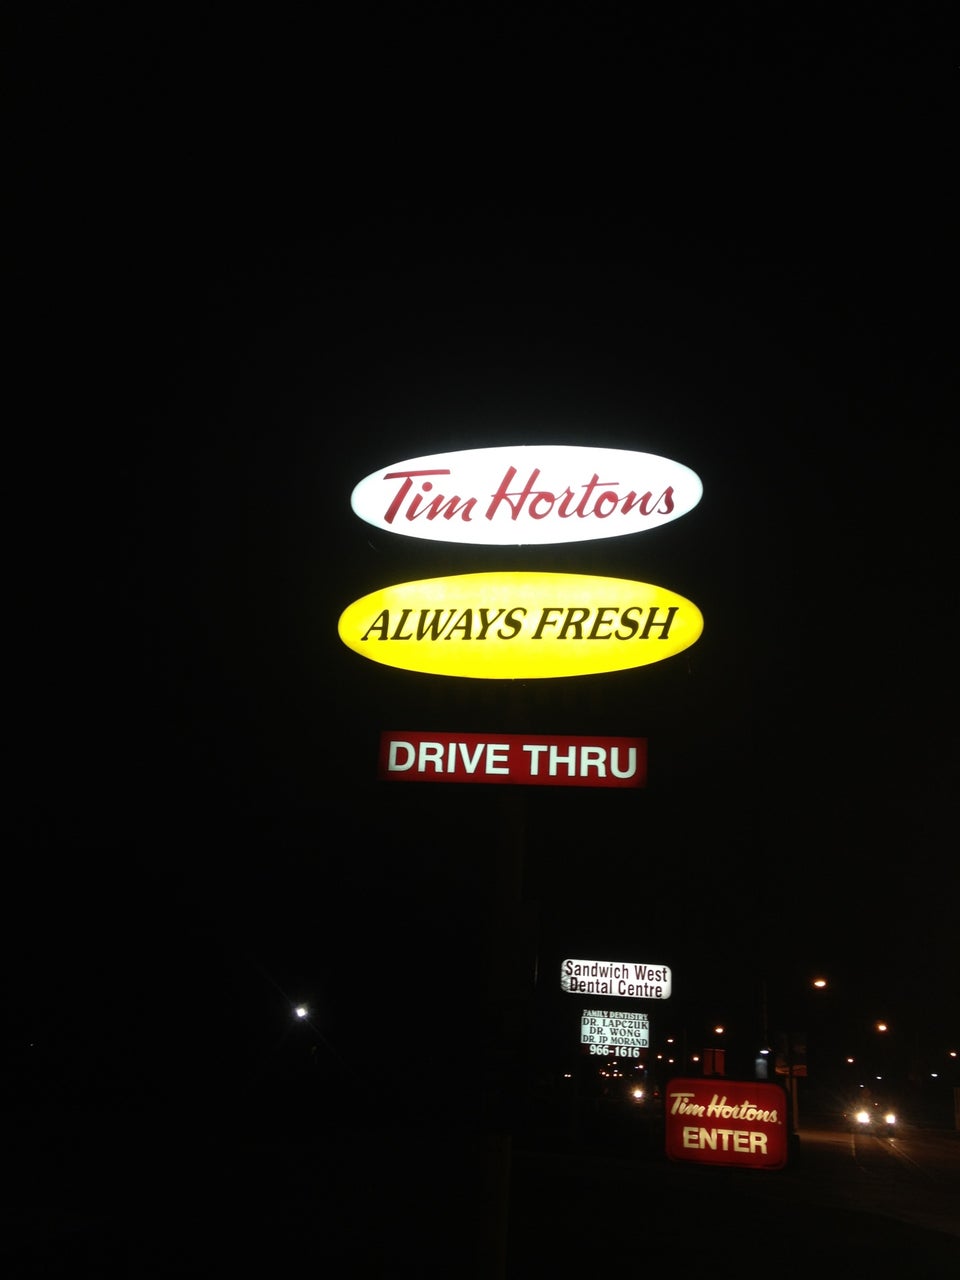 Tim Hortons
ALWAYS FRESH
DRIVE THRU
Sandwich West
Dental Centre
FAMILY DENTISTRY
DR. LAPCZUK
DR. WONG
DR. JP MORAND
966-1616
Tim Hortons
ENTER